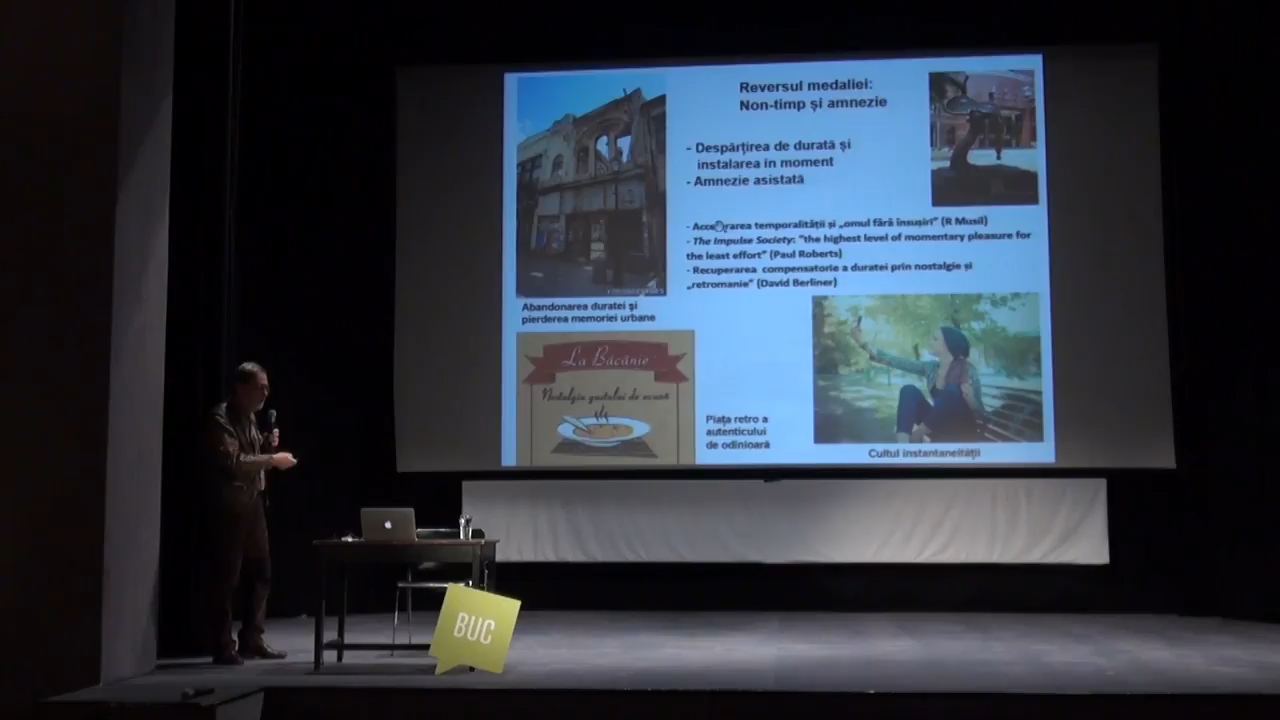 Reversul medaliei:
Non-timp și amnezie
- Despărțirea de durată și
instalarea in moment
- Amnezie asistată
temporalității și „omul fără însușiri” (R Musil)
- The Impulse Society: “the highest level of momentary pleasure for
the least effort” (Paul Roberts)
- Recuperarea compensatorie a duratei prin nostalgie și
„retromanie” (David Berliner)
Abandonarea duratei și
pierderea memoriei urbane
La Băcănie
Nostalgia gustului de acasă
Piața retro a
autenticului
de odinioară
Cultul instantaneității
BUC